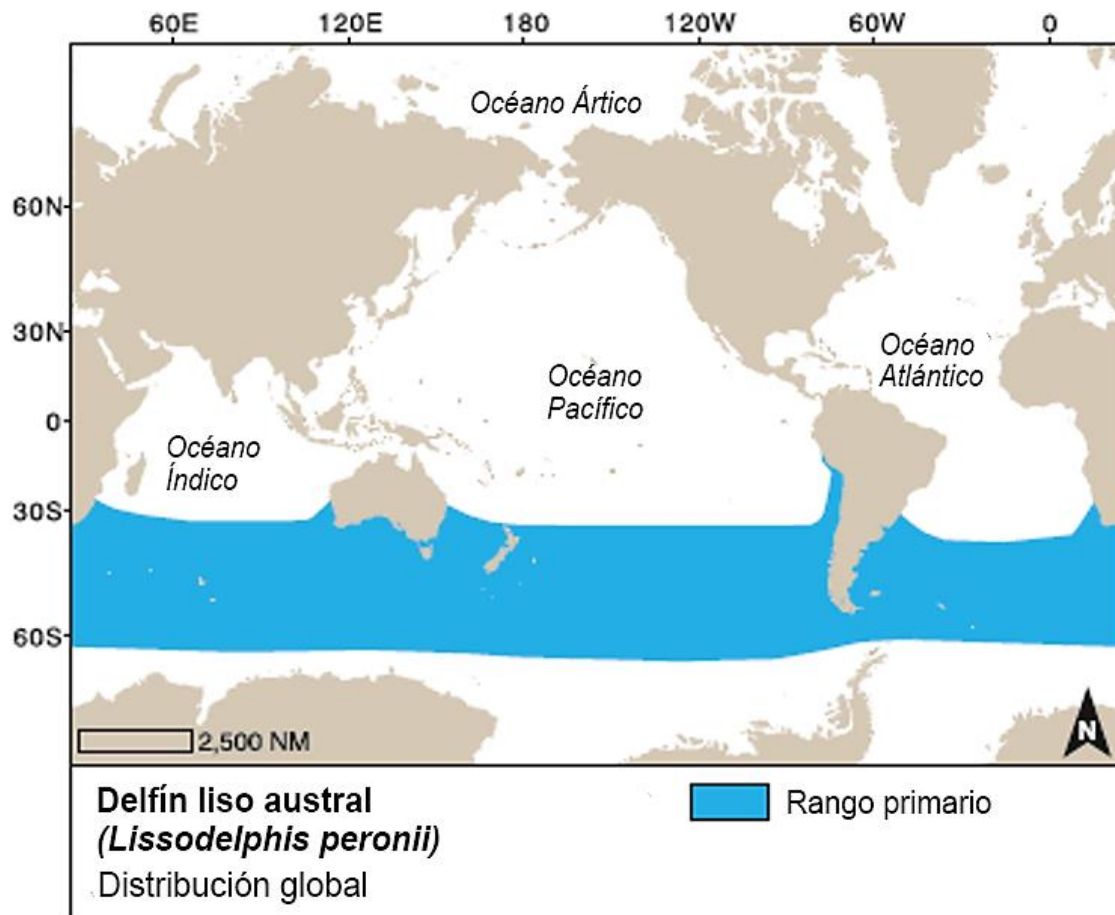 60E 120E 180 120W 60W 0
Océano Ártico
60N
30N
Océano
Atlántico
Océano
Pacífico
0
Océano
Índico
30S
60S
2,500 NM
N
Delfín liso austral
(Lissodelphis peronii)
Distribución global
Rango primario